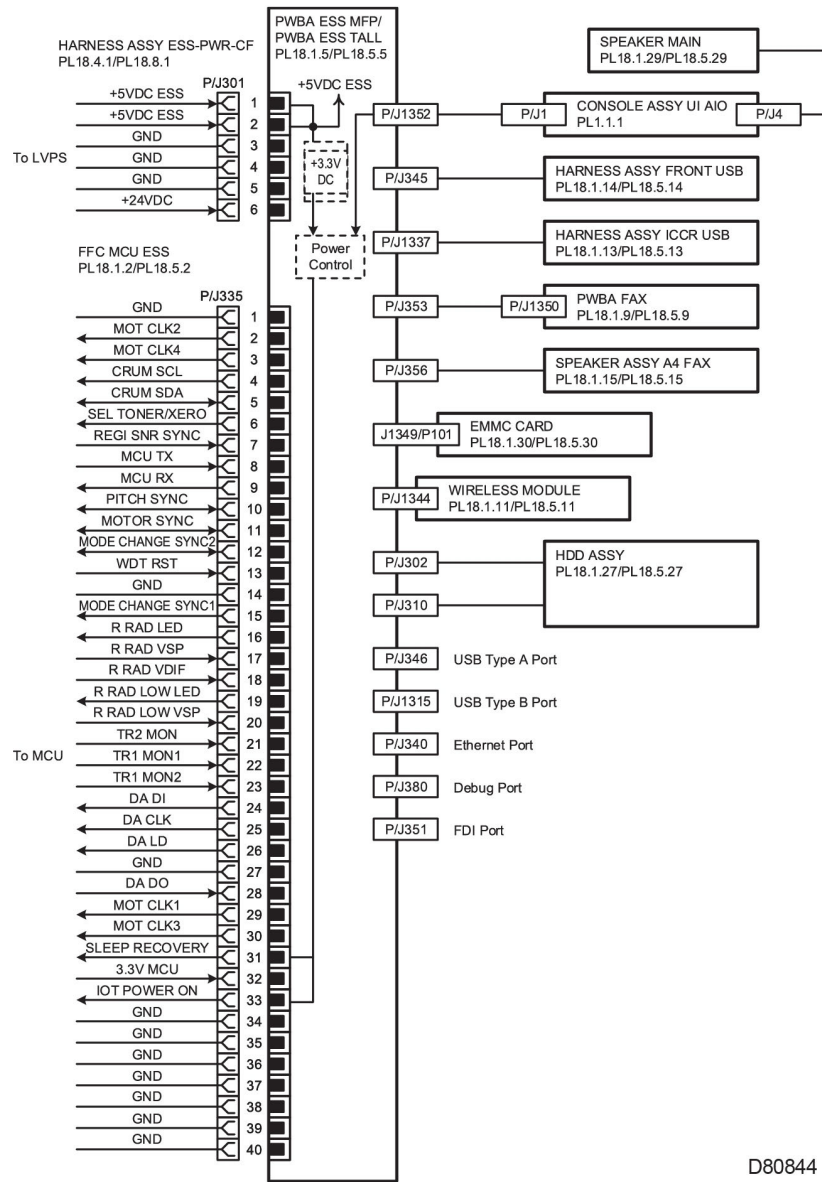 HARNESS ASSY ESS-PWR-CF
PL18.4.1/PL18.8.1
P/J301
+5VDC ESS
1
+5VDC ESS
2
GND
3
To LVPS
GND
4
GND
5
+24VDC
6
FFC MCU ESS
PL18.1.2/PL18.5.2
P/J335
GND
1
MOT CLK2
2
MOT CLK4
3
CRUM SCL
4
CRUM SDA
5
SEL TONER/XERO
6
REGI SNR SYNC
7
MCU TX
8
MCU RX
9
PITCH SYNC
10
MOTOR SYNC
11
MODE CHANGE SYNC2
12
WDT RST
13
GND
14
MODE CHANGE SYNC1
15
R RAD LED
16
R RAD VSP
17
R RAD VDIF
18
R RAD LOW LED
19
R RAD LOW VSP
20
TR2 MON
21
To MCU
TR1 MON1
22
TR1 MON2
23
DA DI
24
DA CLK
25
DA LD
26
GND
27
DA DO
28
MOT CLK1
29
MOT CLK3
30
SLEEP RECOVERY
31
3.3V MCU
32
IOT POWER ON
33
GND
34
GND
35
GND
36
GND
37
GND
38
GND
39
GND
40
PWBA ESS MFP/
PWBA ESS TALL
PL18.1.5/PL18.5.5
+5VDC ESS
+3.3V
DC
Power
Control
SPEAKER MAIN
PL18.1.29/PL18.5.29
P/J1352
P/J1
CONSOLE ASSY UI AIO
PL1.1.1
P/J4
P/J345
HARNESS ASSY FRONT USB
PL18.1.14/PL18.5.14
P/J1337
HARNESS ASSY ICCR USB
PL18.1.13/PL18.5.13
P/J353
P/J1350
PWBA FAX
PL18.1.9/PL18.5.9
P/J356
SPEAKER ASSY A4 FAX
PL18.1.15/PL18.5.15
J1349/P101
EMMC CARD
PL18.1.30/PL18.5.30
P/J1344
WIRELESS MODULE
PL18.1.11/PL18.5.11
P/J302
HDD ASSY
PL18.1.27/PL18.5.27
P/J310
P/J346
USB Type A Port
P/J1315
USB Type B Port
P/J340
Ethernet Port
P/J380
Debug Port
P/J351
FDI Port
D80844